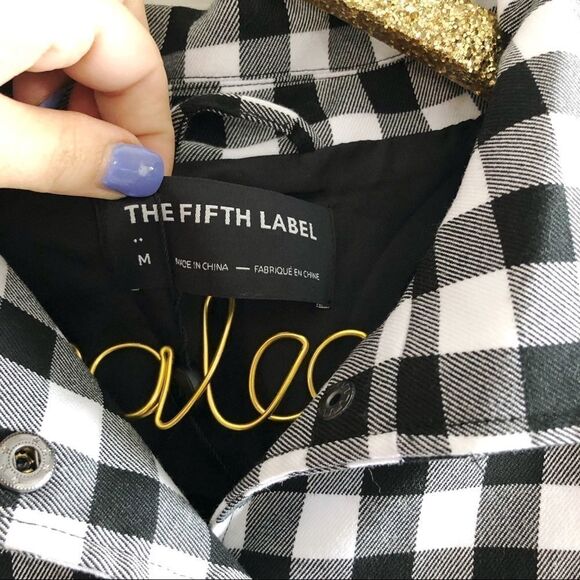 THE FIFTH LABEL
M MADE IN CHINA — FABRIQUÉ EN CHINE